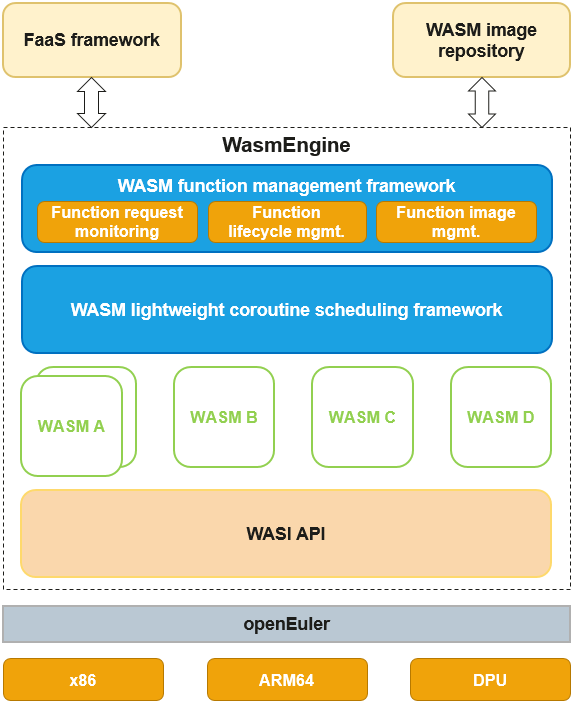 FaaS framework
WASM image
repository
WasmEngine
WASM function management framework
Function request
monitoring
Function
lifecycle mgmt.
Function image
mgmt.
WASM lightweight coroutine scheduling framework
WASM A
WASM B
WASM C
WASM D
WASI API
openEuler
x86
ARM64
DPU